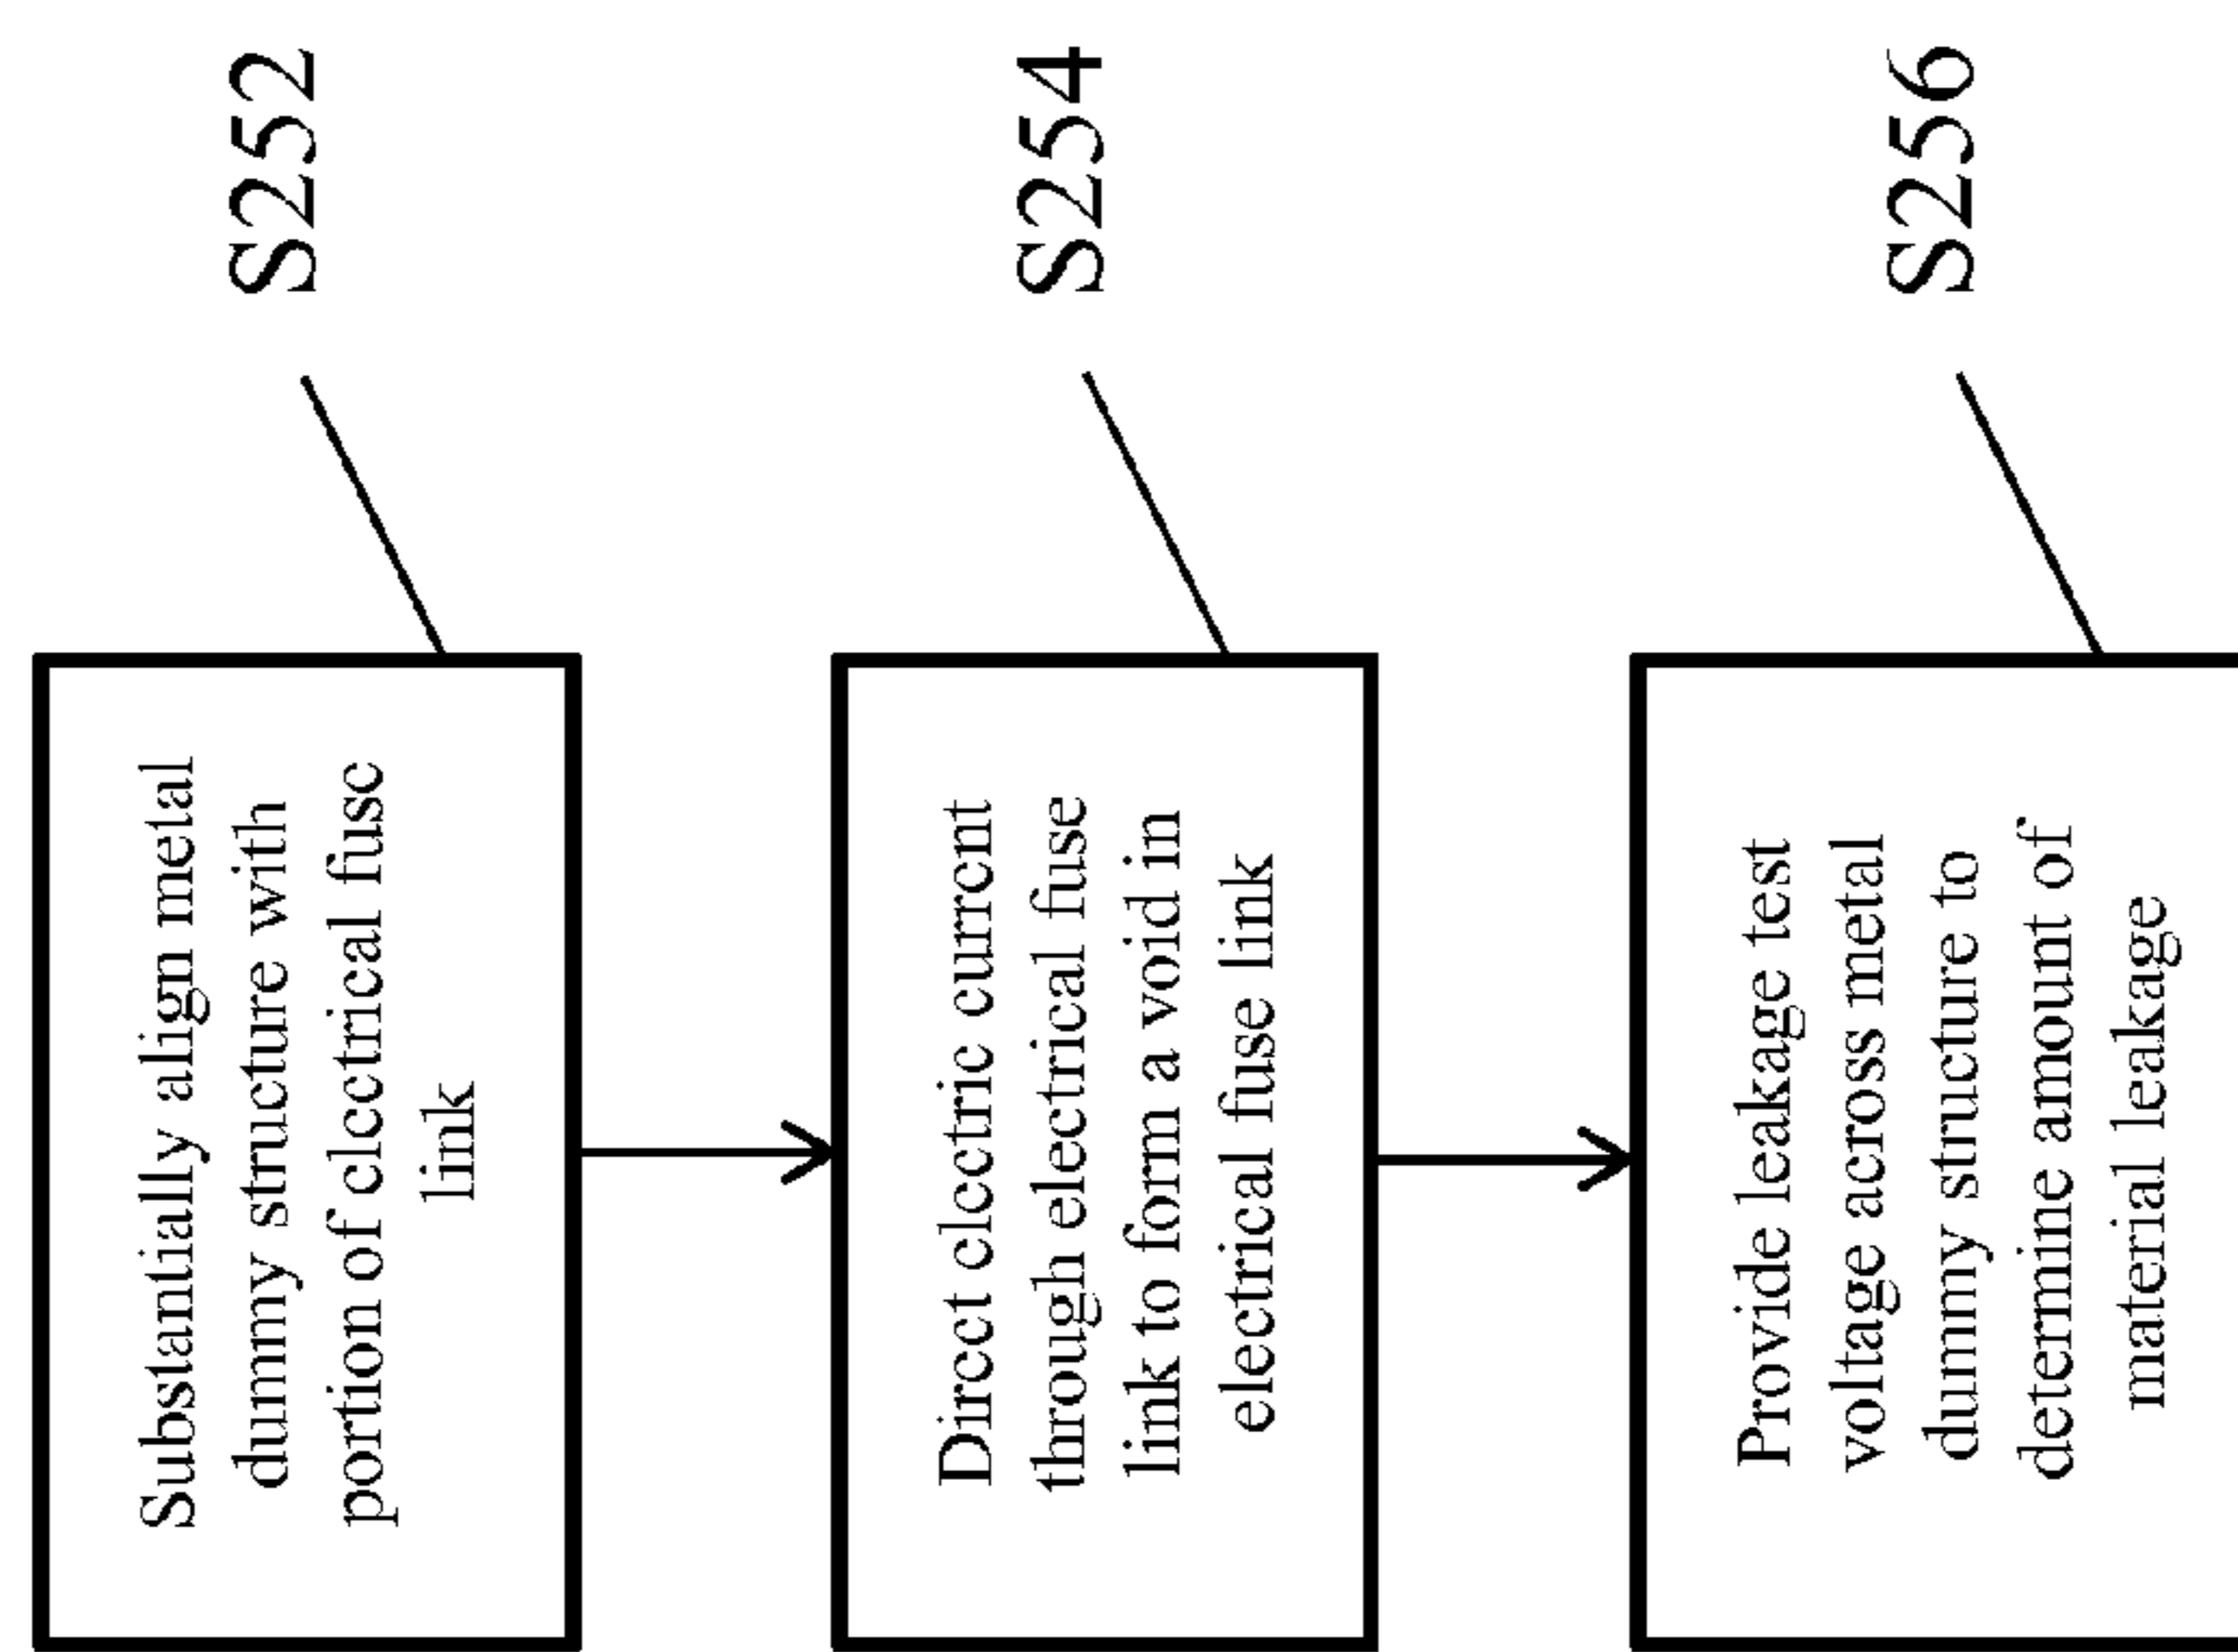 Substantially align metal
dummy structure with
portion of electrical fuse
link
S252
Direct electric current
through electrical fuse
link to form a void in
electrical fuse link
S254
Provide leakage test
voltage across metal
dummy structure to
determine amount of
material leakage
S256